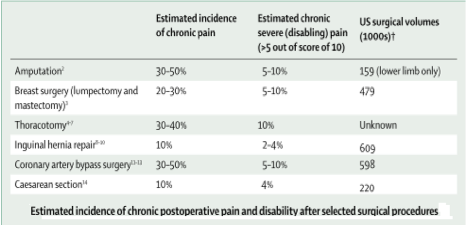 Estimated incidence of chronic pain
Estimated chronic severe (disabling) pain (>5 out of score of 10)
US surgical volumes (1000s)†
Amputation² 30–50% 5–10% 159 (lower limb only)
Breast surgery (lumpectomy and mastectomy)³ 20–30% 5–10% 479
Thoracotomy⁴⁻⁷ 30–40% 10% Unknown
Inguinal hernia repair⁸⁻¹⁰ 10% 2–4% 609
Coronary artery bypass surgery¹¹⁻¹³ 30–50% 5–10% 598
Caesarean section¹⁴ 10% 4% 220
Estimated incidence of chronic postoperative pain and disability after selected surgical procedures